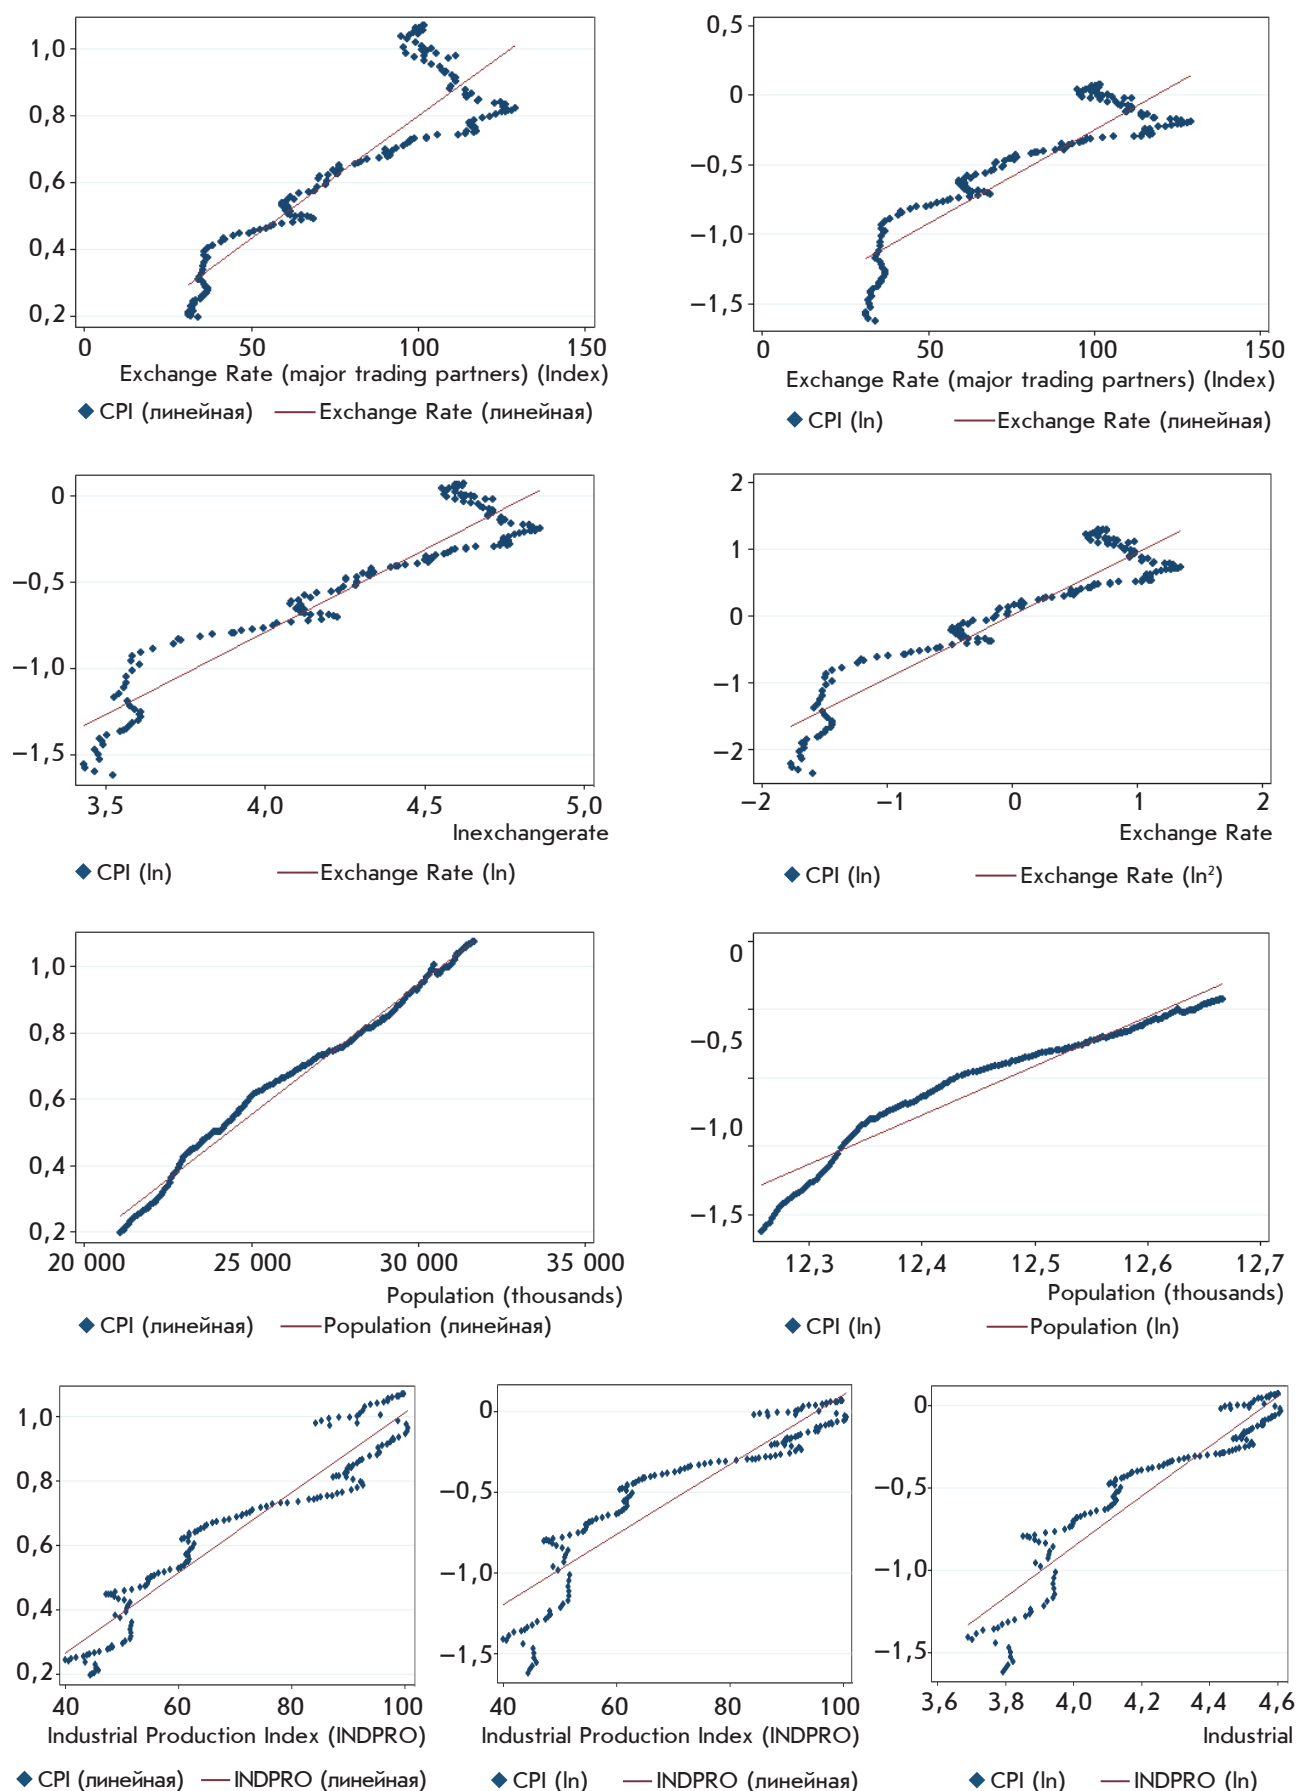 1,0
0,8
0,6
0,4
0,2
0 50 100 150
Exchange Rate (major trading partners) (Index)
CPI (линейная) Exchange Rate (линейная)
0,5
0
−0,5
−1,0
−1,5
0 50 100 150
Exchange Rate (major trading partners) (Index)
CPI (ln) Exchange Rate (линейная)
0
−0,5
−1,0
−1,5
3,5 4,0 4,5 5,0
Inexchangerate
CPI (ln) Exchange Rate (ln)
2
1
0
−1
−2
−2 −1 0 1 2
Exchange Rate
CPI (ln) Exchange Rate (ln²)
1,0
0,8
0,6
0,4
0,2
20 000 25 000 30 000 35 000
Population (thousands)
CPI (линейная) Population (линейная)
0
−0,5
−1,0
−1,5
12,3 12,4 12,5 12,6 12,7
Population (thousands)
CPI (ln) Population (ln)
1,0
0,8
0,6
0,4
0,2
40 60 80 100
Industrial Production Index (INDPRO)
CPI (линейная) INDPRO (линейная)
0
−0,5
−1,0
−1,5
40 60 80 100
Industrial Production Index (INDPRO)
CPI (ln) INDPRO (линейная)
0
−0,5
−1,0
−1,5
3,6 3,8 4,0 4,2 4,4 4,6
Industrial
CPI (ln) INDPRO (ln)